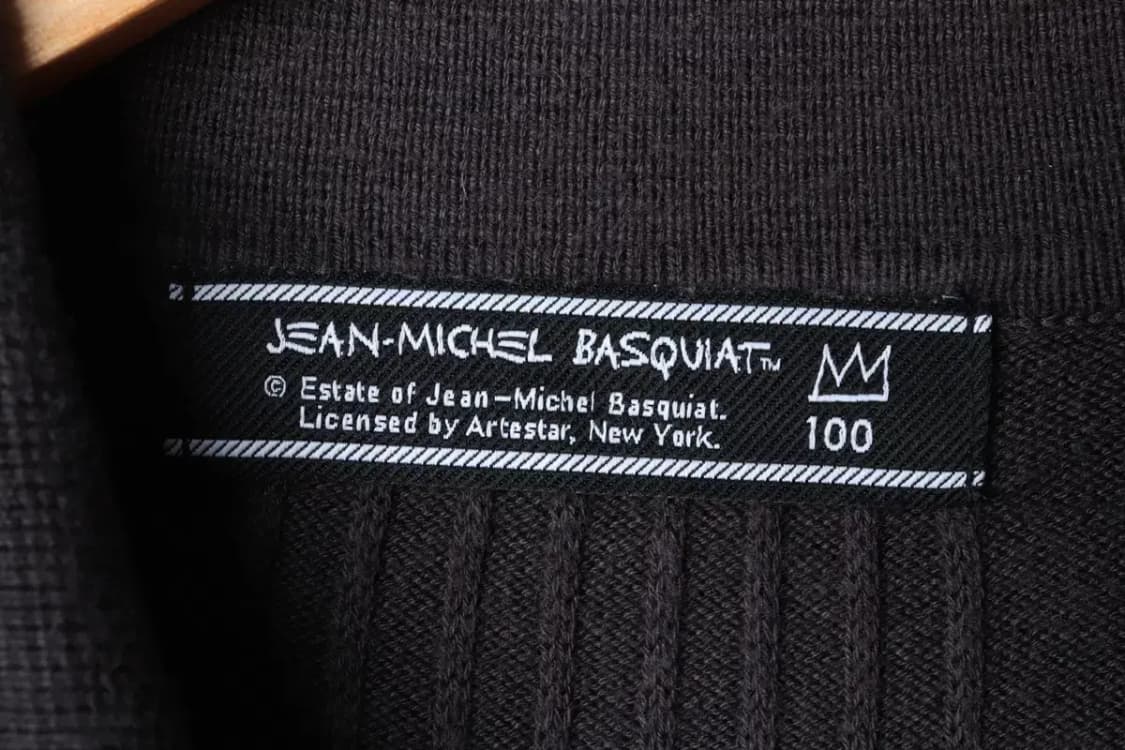 JEAN-MICHEL BASQUIAT™
© Estate of Jean-Michel Basquiat.
Licensed by Artestar, New York.
100